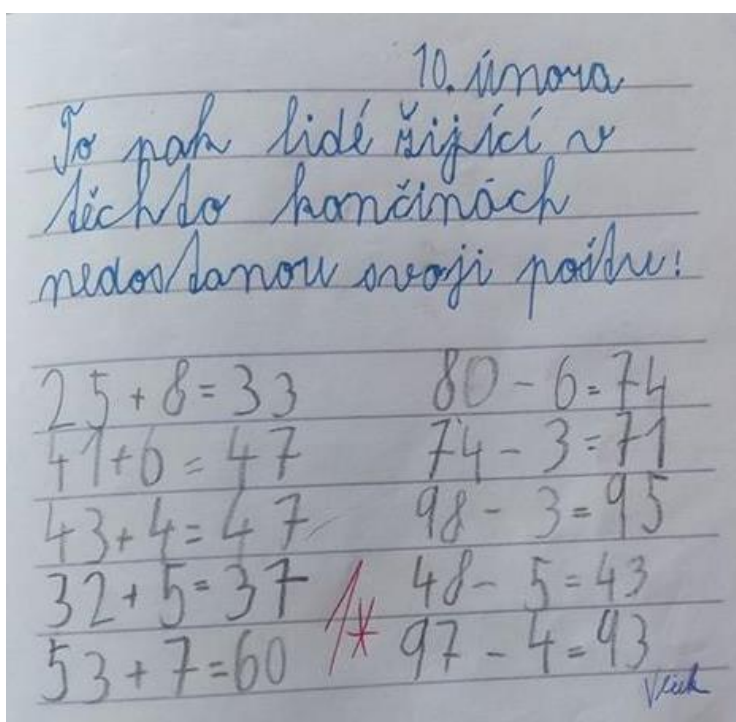 10. února
To pak lidé žijící v
těchto končinách
nedostanou svoji poštu!
25 + 8 = 33
80 - 6 = 74
41 + 6 = 47
74 - 3 = 71
43 + 4 = 47
98 - 3 = 95
32 + 5 = 37
48 - 5 = 43
53 + 7 = 60
97 - 4 = 93
1*